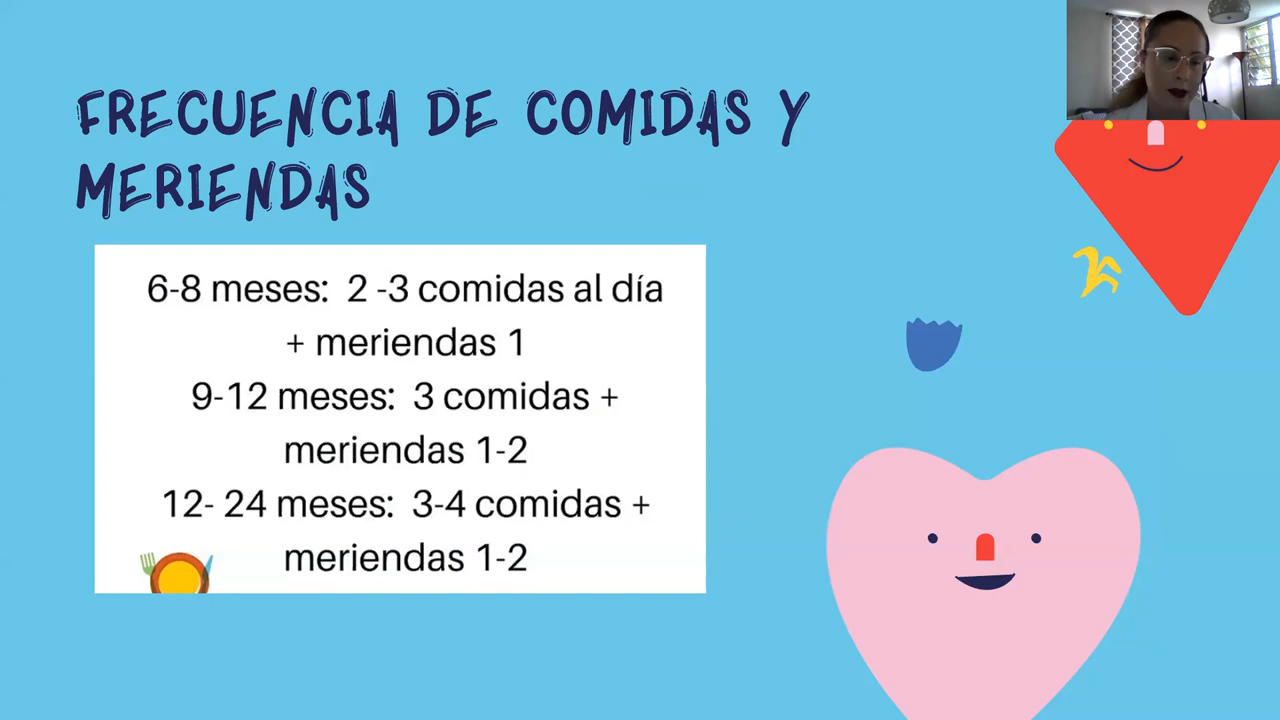 FRECUENCIA DE COMIDAS Y
MERIENDAS
6-8 meses:  2 -3 comidas al día
+ meriendas 1
9-12 meses:  3 comidas +
meriendas 1-2
12- 24 meses:  3-4 comidas +
meriendas 1-2